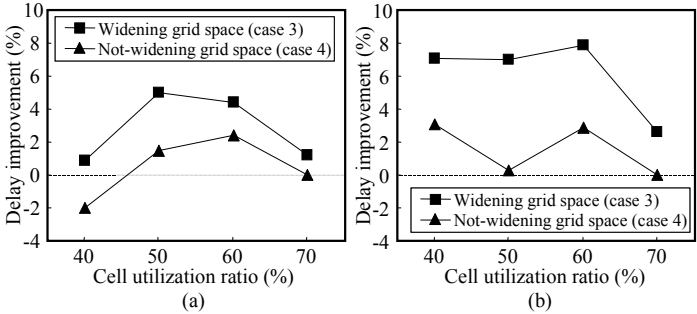 Delay improvement (%)
10
8
6
4
2
0
-2
-4
Widening grid space (case 3)
Not-widening grid space (case 4)
40
50
60
70
Cell utilization ratio (%)
(a)
Delay improvement (%)
10
8
6
4
2
0
-2
-4
Widening grid space (case 3)
Not-widening grid space (case 4)
40
50
60
70
Cell utilization ratio (%)
(b)